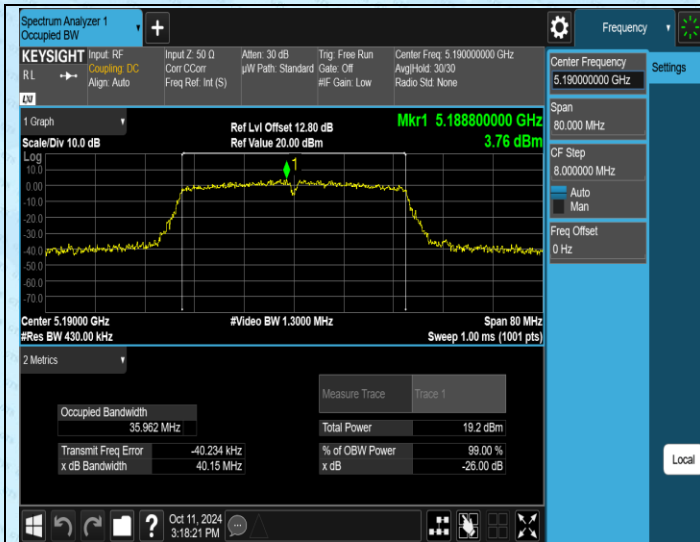 Spectrum Analyzer 1
Occupied BW
Frequency
KEYSIGHT
R L
LXI
Input: RF
Coupling: DC
Align: Auto
Input Z: 50 Ω
Corr CCorr
Freq Ref: Int (S)
Atten: 30 dB
µW Path: Standard
Trig: Free Run
Gate: Off
#IF Gain: Low
Center Freq: 5.190000000 GHz
Avg|Hold: 30/30
Radio Std: None
Center Frequency
5.190000000 GHz
Settings
Span
80.000 MHz
CF Step
8.000000 MHz
Auto
Man
Freq Offset
0 Hz
1 Graph
Scale/Div 10.0 dB
Ref Lvl Offset 12.80 dB
Ref Value 20.00 dBm
Mkr1 5.188800000 GHz
3.76 dBm
Log
10.0
0.00
-10.0
-20.0
-30.0
-40.0
-50.0
-60.0
-70.0
1
Center 5.19000 GHz
#Res BW 430.00 kHz
#Video BW 1.3000 MHz
Span 80 MHz
Sweep 1.00 ms (1001 pts)
2 Metrics
Measure Trace
Trace 1
Occupied Bandwidth
35.962 MHz
Total Power
19.2 dBm
Transmit Freq Error
-40.234 kHz
% of OBW Power
99.00 %
x dB Bandwidth
40.15 MHz
x dB
-26.00 dB
Local
?
Oct 11, 2024
3:18:21 PM